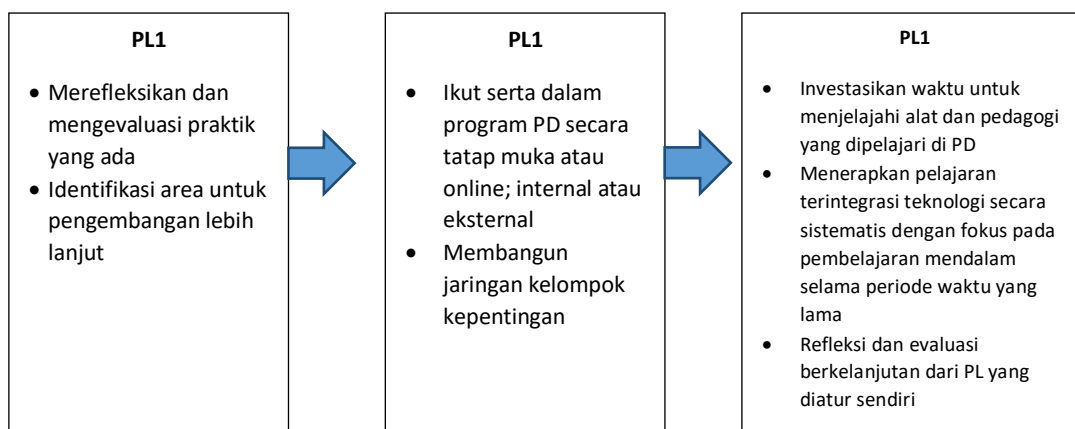 PL1
• Merefleksikan dan
mengevaluasi praktik
yang ada
• Identifikasi area untuk
pengembangan lebih
lanjut
PL1
• Ikut serta dalam
program PD secara
tatap muka atau
online; internal atau
eksternal
• Membangun
jaringan kelompok
kepentingan
PL1
• Investasikan waktu untuk
menjelajahi alat dan pedagogi
yang dipelajari di PD
• Menerapkan pelajaran
terintegrasi teknologi secara
sistematis dengan fokus pada
pembelajaran mendalam
selama periode waktu yang
lama
• Refleksi dan evaluasi
berkelanjutan dari PL yang
diatur sendiri